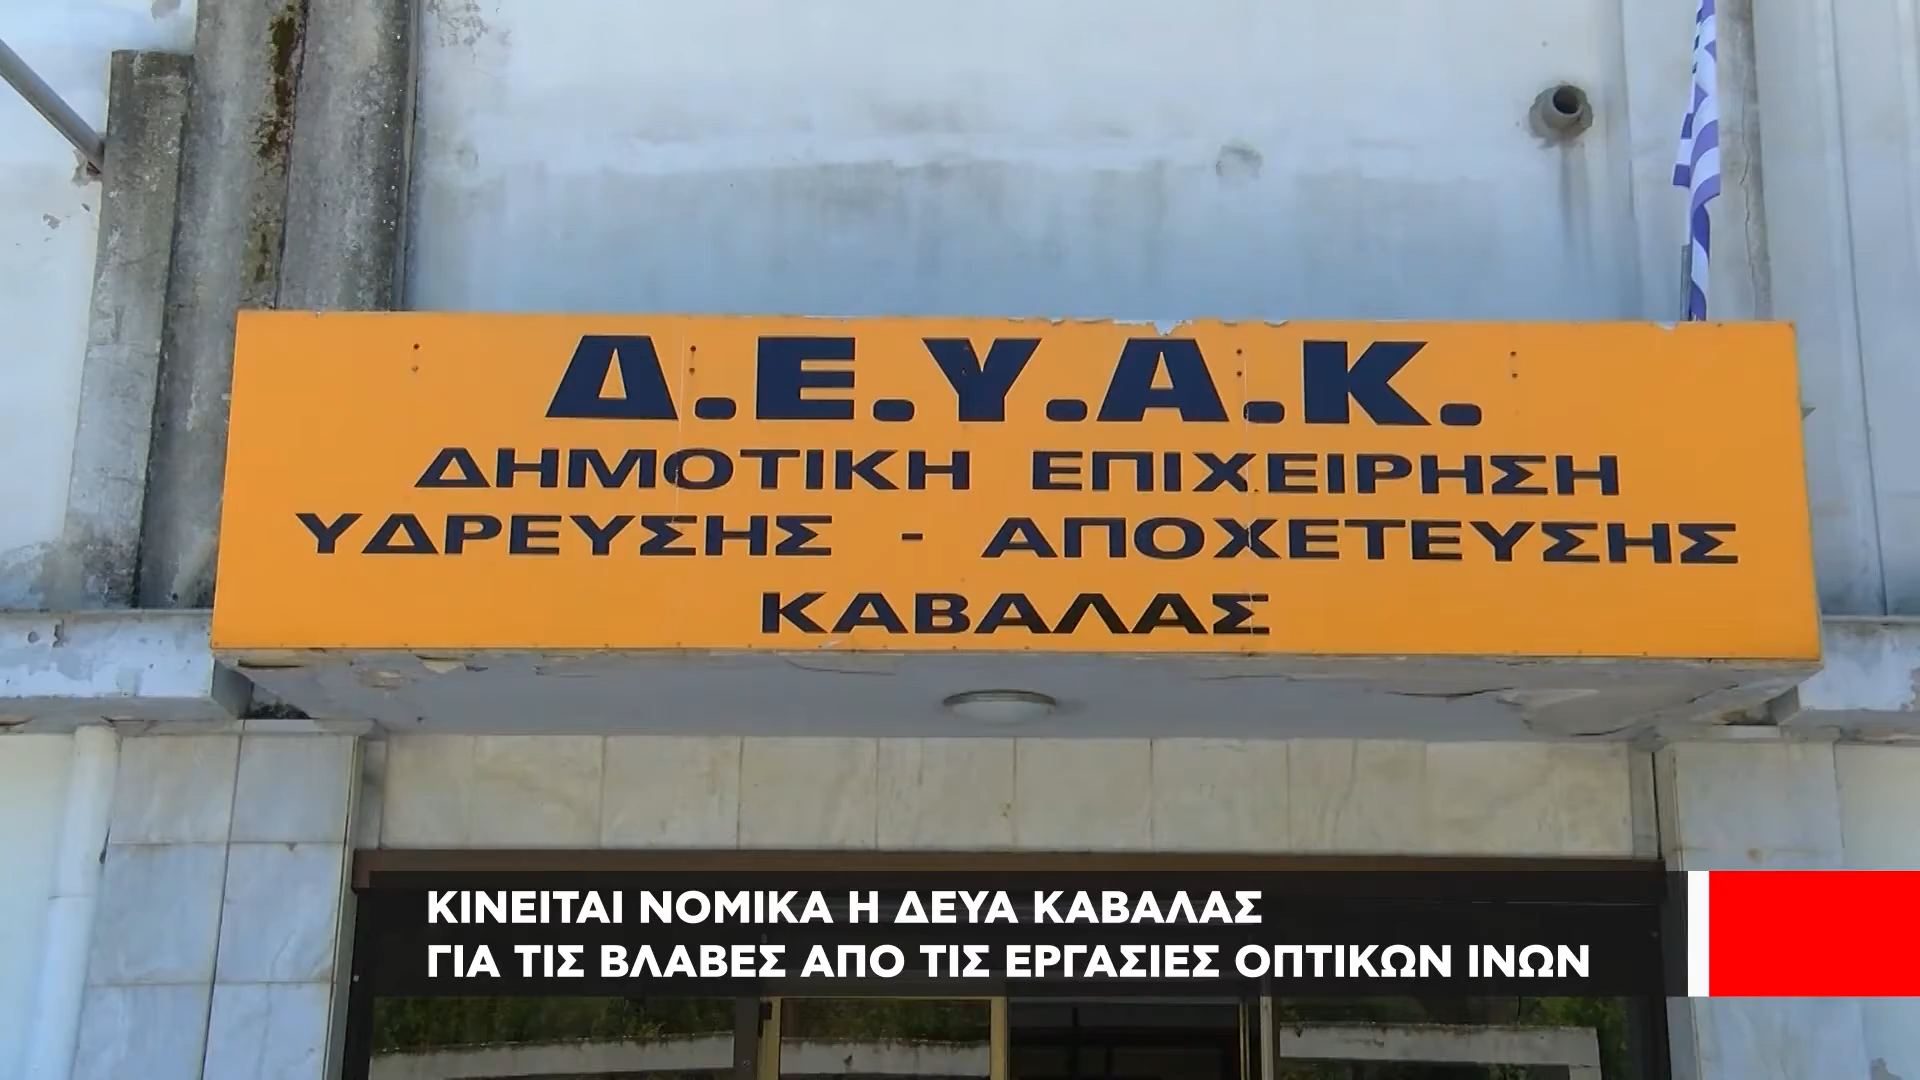 Δ.Ε.Υ.Α.Κ.
ΔΗΜΟΤΙΚΗ ΕΠΙΧΕΙΡΗΣΗ
ΥΔΡΕΥΣΗΣ - ΑΠΟΧΕΤΕΥΣΗΣ
ΚΑΒΑΛΑΣ
ΚΙΝΕΙΤΑΙ ΝΟΜΙΚΑ Η ΔΕΥΑ ΚΑΒΑΛΑΣ
ΓΙΑ ΤΙΣ ΒΛΑΒΕΣ ΑΠΟ ΤΙΣ ΕΡΓΑΣΙΕΣ ΟΠΤΙΚΩΝ ΙΝΩΝ